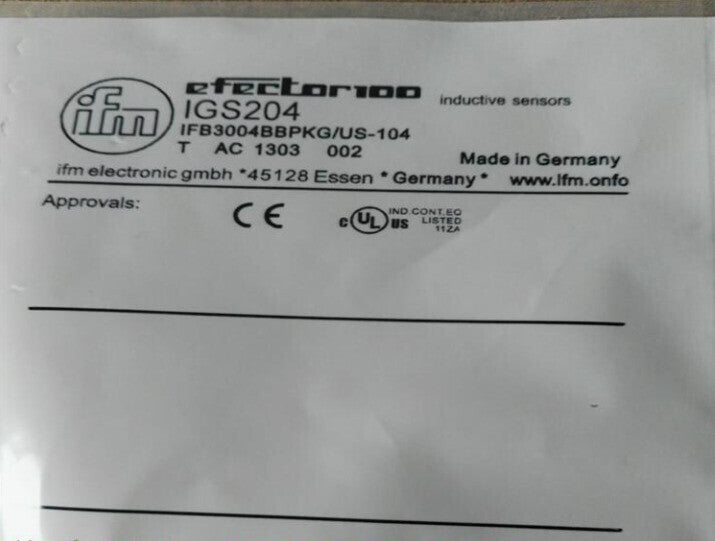 ifm
efector100
inductive sensors
IGS204
IFB3004BBPKG/US-104
T AC 1303 002
Made in Germany
ifm electronic gmbh *45128 Essen * Germany * www.lfm.onfo
Approvals:
CE
c UL US
IND.CONT.EQ
LISTED
11ZA